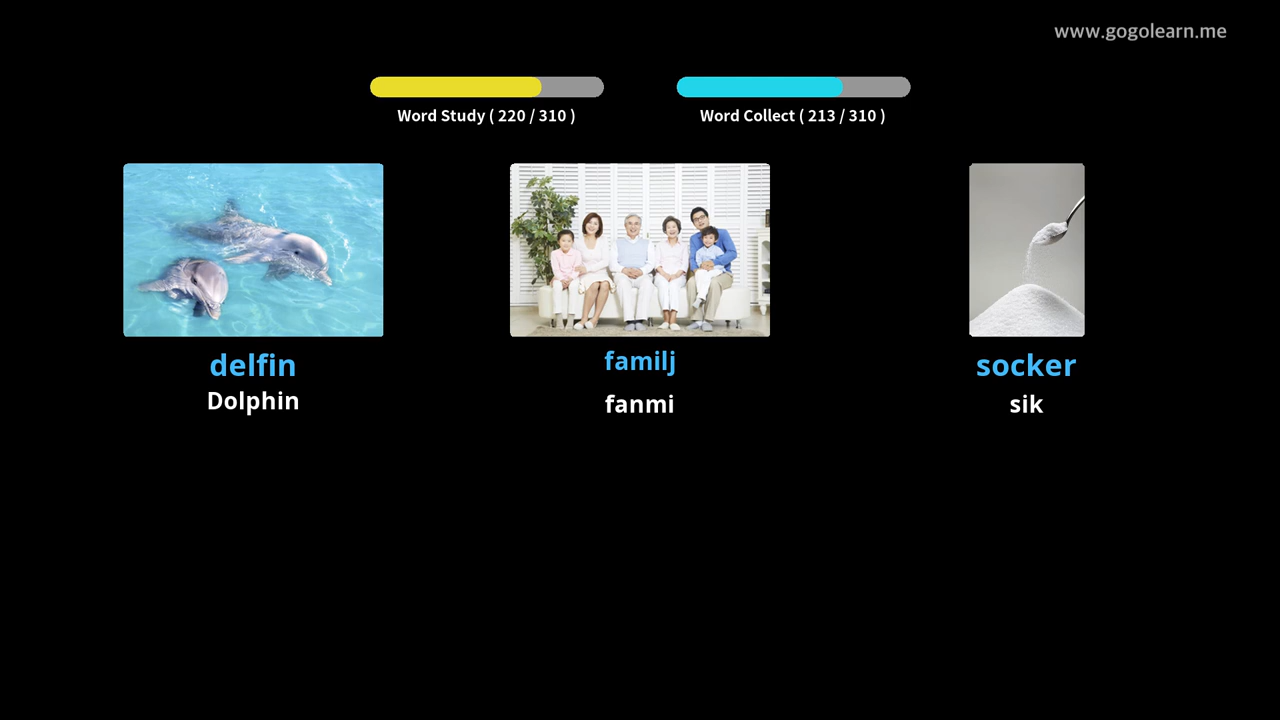 www.gogolearn.me
Word Study ( 220 / 310 )
Word Collect ( 213 / 310 )
delfin
Dolphin
familj
fanmi
socker
sik